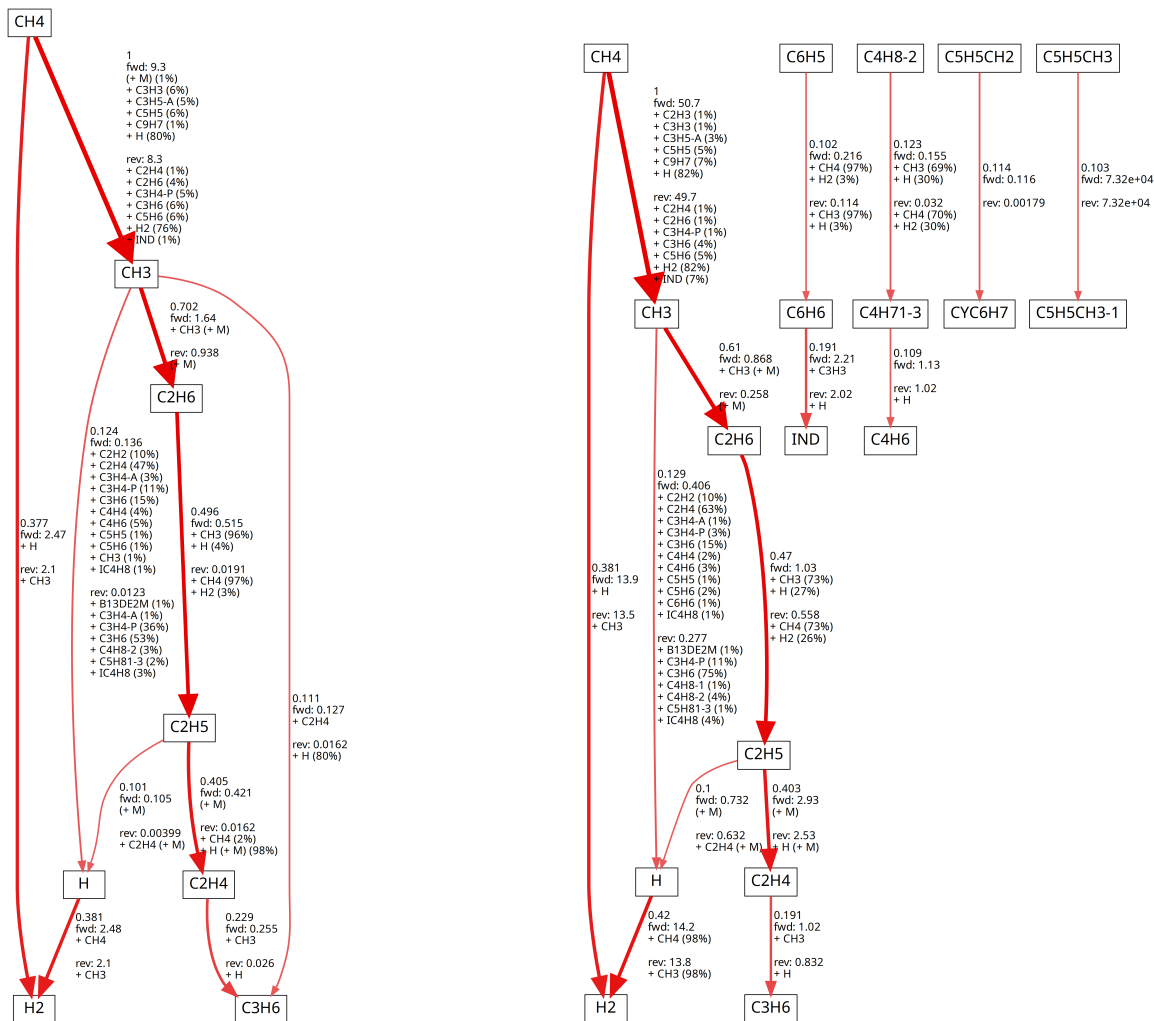 CH4
1
fwd: 9.3
(+ M) (1%)
+ C3H3 (6%)
+ C3H5-A (5%)
+ C5H5 (6%)
+ C9H7 (1%)
+ H (80%)
rev: 8.3
+ C2H4 (1%)
+ C2H6 (4%)
+ C3H4-P (5%)
+ C3H6 (6%)
+ C5H6 (6%)
+ H2 (76%)
+ IND (1%)
CH3
0.702
fwd: 1.64
+ CH3 (+ M)
rev: 0.938
(+ M)
C2H6
0.124
fwd: 0.136
+ C2H2 (10%)
+ C2H4 (47%)
+ C3H4-A (3%)
+ C3H4-P (11%)
+ C3H6 (15%)
+ C4H4 (4%)
+ C4H6 (5%)
+ C5H5 (1%)
+ C5H6 (1%)
+ CH3 (1%)
+ IC4H8 (1%)
rev: 0.0123
+ B13DE2M (1%)
+ C3H4-A (1%)
+ C3H4-P (36%)
+ C3H6 (53%)
+ C4H8-2 (3%)
+ C5H81-3 (2%)
+ IC4H8 (3%)
0.496
fwd: 0.515
+ CH3 (96%)
+ H (4%)
rev: 0.0191
+ CH4 (97%)
+ H2 (3%)
0.377
fwd: 2.47
+ H
rev: 2.1
+ CH3
C2H5
0.111
fwd: 0.127
+ C2H4
rev: 0.0162
+ H (80%)
0.101
fwd: 0.105
(+ M)
rev: 0.00399
+ C2H4 (+ M)
0.405
fwd: 0.421
(+ M)
rev: 0.0162
+ CH4 (2%)
+ H (+ M) (98%)
H
C2H4
0.381
fwd: 2.48
+ CH4
rev: 2.1
+ CH3
0.229
fwd: 0.255
+ CH3
rev: 0.026
+ H
H2
C3H6
CH4
C6H5
C4H8-2
C5H5CH2
C5H5CH3
1
fwd: 50.7
+ C2H3 (1%)
+ C3H3 (1%)
+ C3H5-A (3%)
+ C5H5 (5%)
+ C9H7 (7%)
+ H (82%)
rev: 49.7
+ C2H4 (1%)
+ C2H6 (1%)
+ C3H4-P (1%)
+ C3H6 (4%)
+ C5H6 (5%)
+ H2 (82%)
+ IND (7%)
0.102
fwd: 0.216
+ CH4 (97%)
+ H2 (3%)
rev: 0.114
+ CH3 (97%)
+ H (3%)
0.123
fwd: 0.155
+ CH3 (69%)
+ H (30%)
rev: 0.032
+ CH4 (70%)
+ H2 (30%)
0.114
fwd: 0.116
rev: 0.00179
0.103
fwd: 7.32e+04
rev: 7.32e+04
CH3
C6H6
C4H71-3
CYC6H7
C5H5CH3-1
0.61
fwd: 0.868
+ CH3 (+ M)
rev: 0.258
(+ M)
0.191
fwd: 2.21
+ C3H3
rev: 2.02
+ H
0.109
fwd: 1.13
rev: 1.02
+ H
C2H6
IND
C4H6
0.129
fwd: 0.406
+ C2H2 (10%)
+ C2H4 (63%)
+ C3H4-A (1%)
+ C3H4-P (3%)
+ C3H6 (15%)
+ C4H4 (2%)
+ C4H6 (3%)
+ C5H5 (1%)
+ C5H6 (2%)
+ C6H6 (1%)
+ IC4H8 (1%)
rev: 0.277
+ B13DE2M (1%)
+ C3H4-P (11%)
+ C3H6 (75%)
+ C4H8-1 (1%)
+ C4H8-2 (4%)
+ C5H81-3 (1%)
+ IC4H8 (4%)
0.381
fwd: 13.9
+ H
rev: 13.5
+ CH3
0.47
fwd: 1.03
+ CH3 (73%)
+ H (27%)
rev: 0.558
+ CH4 (73%)
+ H2 (26%)
C2H5
0.1
fwd: 0.732
(+ M)
rev: 0.632
+ C2H4 (+ M)
0.403
fwd: 2.93
(+ M)
rev: 2.53
+ H (+ M)
H
C2H4
0.42
fwd: 14.2
+ CH4 (98%)
rev: 13.8
+ CH3 (98%)
0.191
fwd: 1.02
+ CH3
rev: 0.832
+ H
H2
C3H6